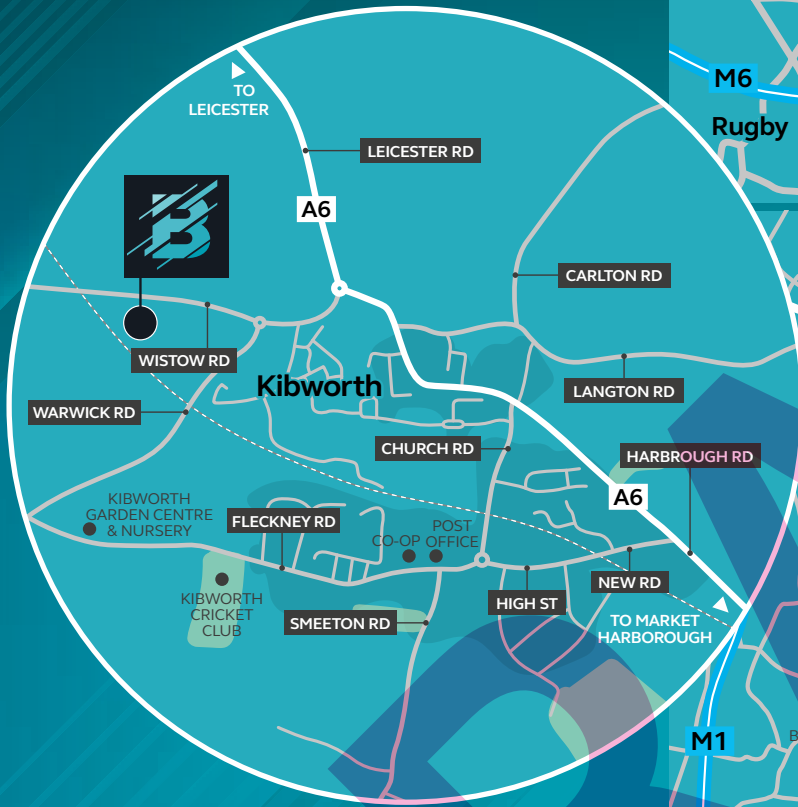 TO
LEICESTER
M6
Rugby
LEICESTER RD
B
A6
CARLTON RD
WISTOW RD
Kibworth
LANGTON RD
WARWICK RD
CHURCH RD
HARBROUGH RD
A6
KIBWORTH
GARDEN CENTRE
& NURSERY
FLECKNEY RD
CO-OP
POST
OFFICE
NEW RD
HIGH ST
KIBWORTH
CRICKET
CLUB
SMEETON RD
TO MARKET
HARBOROUGH
M1